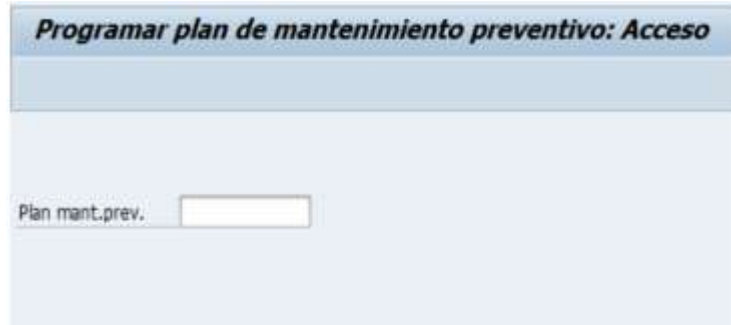 Programar plan de mantenimiento preventivo: Acceso
Plan mant.prev.